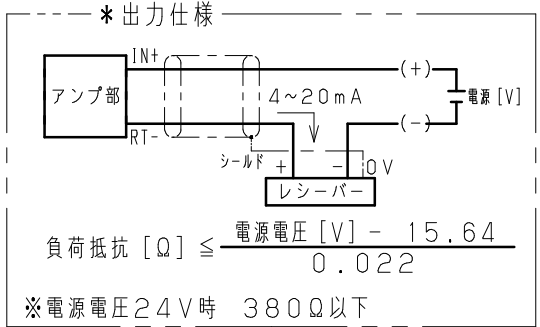 *出力仕様
IN+
(+)
アンプ部
4~20mA
電源[V]
RT-
(-)
シールド
+
-
0V
レシーバー
負荷抵抗[Ω]≦
電源電圧[V]- 15.64
0.022
※電源電圧24V時 380Ω以下